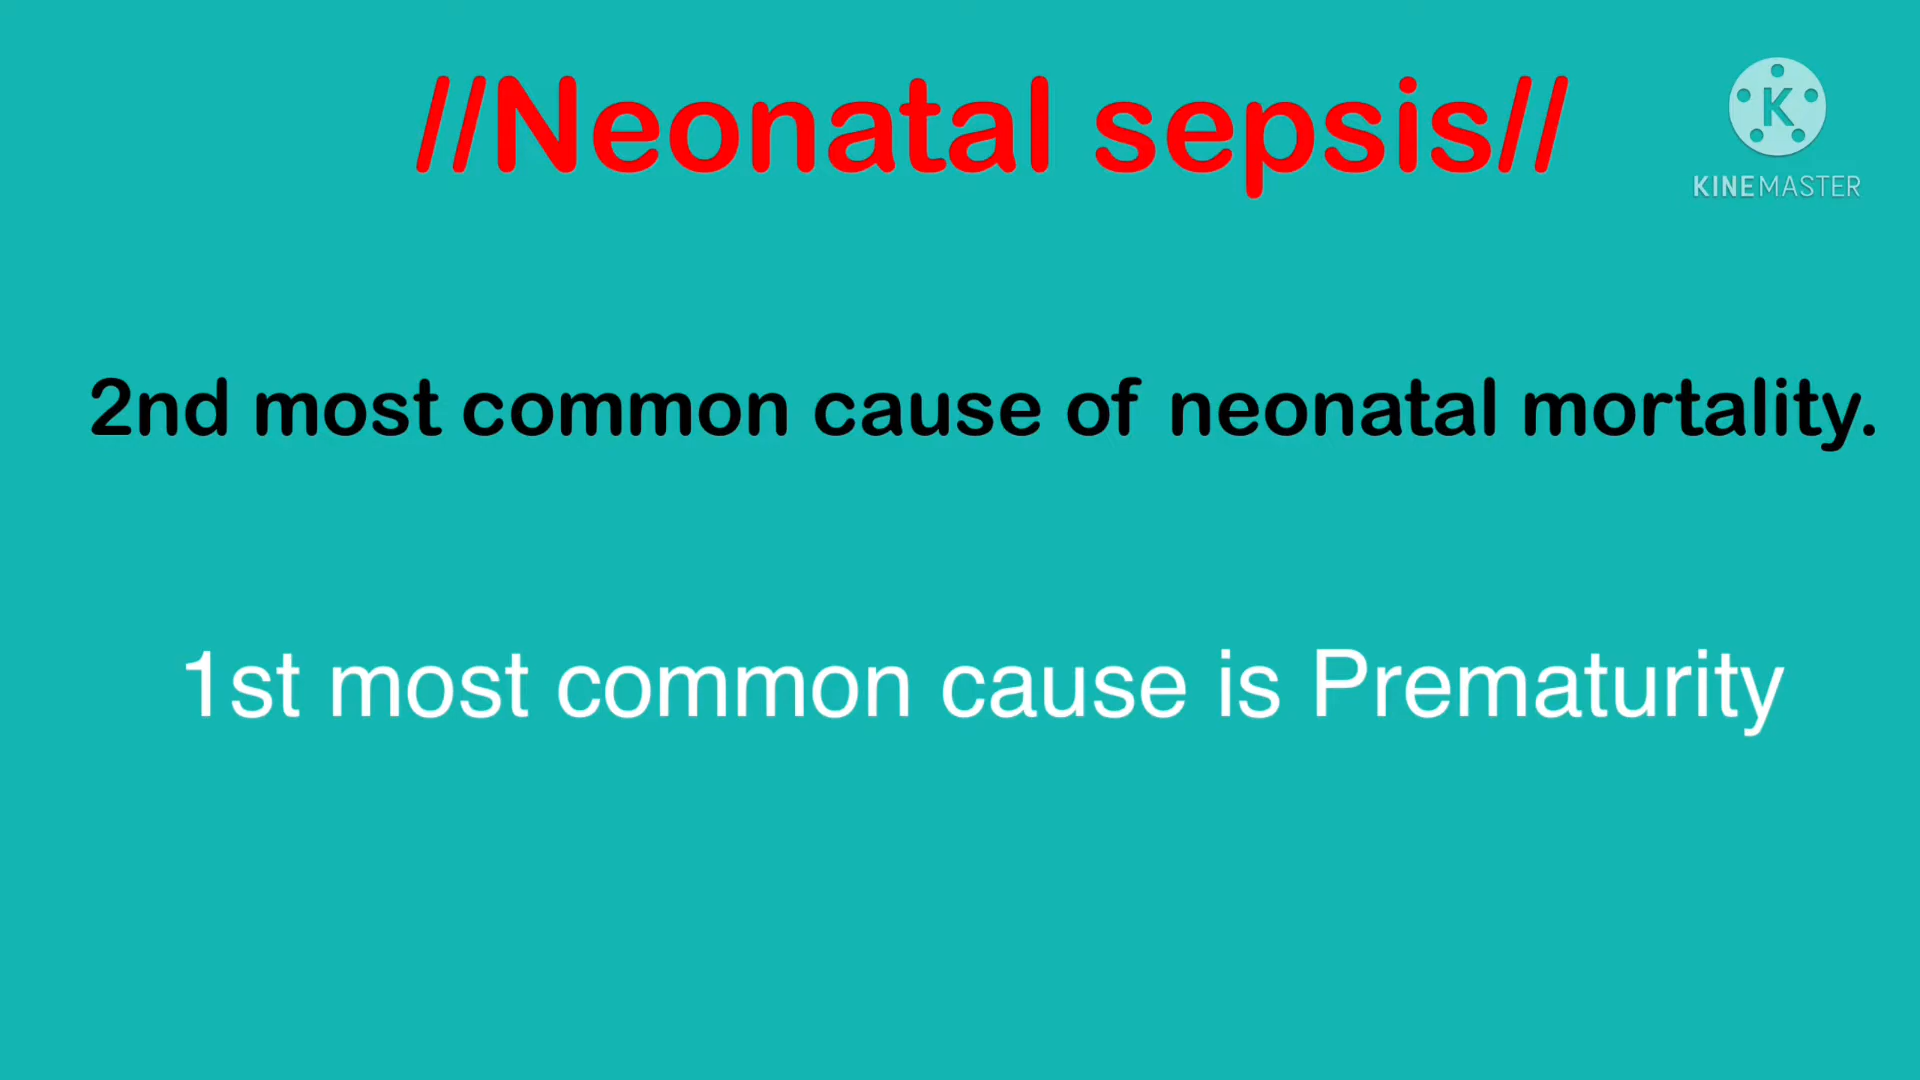 //Neonatal sepsis//
K
KINEMASTER
2nd most common cause of neonatal mortality.
1st most common cause is Prematurity